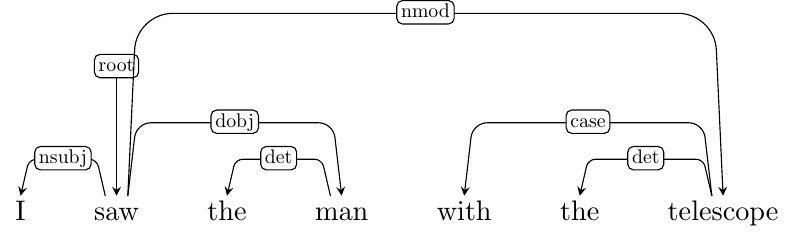 nmod
root
dobj case
nsubj det det
I saw the man with the telescope